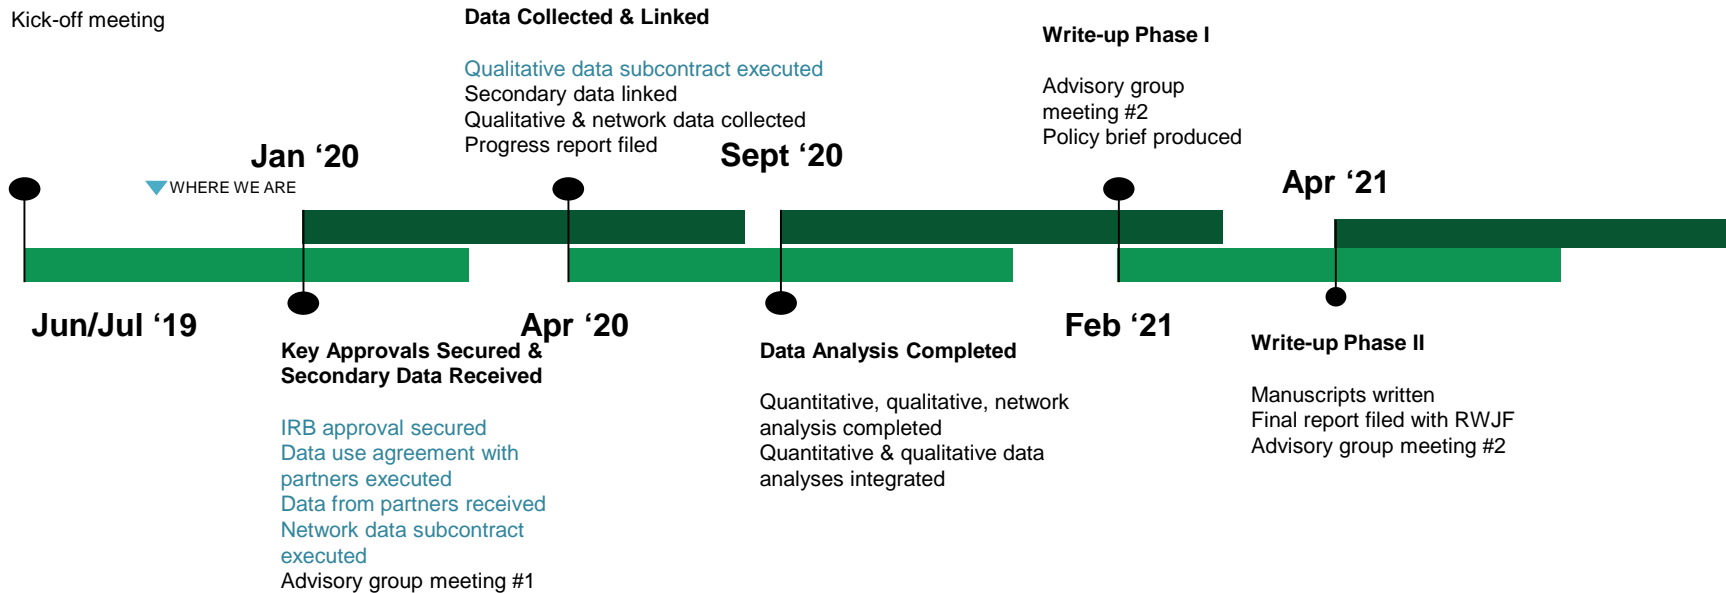 Kick-off meeting
Jun/Jul ‘19
WHERE WE ARE
Jan ‘20
Key Approvals Secured &
Secondary Data Received
IRB approval secured
Data use agreement with
partners executed
Data from partners received
Network data subcontract
executed
Advisory group meeting #1
Data Collected & Linked
Qualitative data subcontract executed
Secondary data linked
Qualitative & network data collected
Progress report filed
Apr ‘20
Sept ‘20
Data Analysis Completed
Quantitative, qualitative, network
analysis completed
Quantitative & qualitative data
analyses integrated
Write-up Phase I
Advisory group
meeting #2
Policy brief produced
Feb ‘21
Apr ‘21
Write-up Phase II
Manuscripts written
Final report filed with RWJF
Advisory group meeting #2